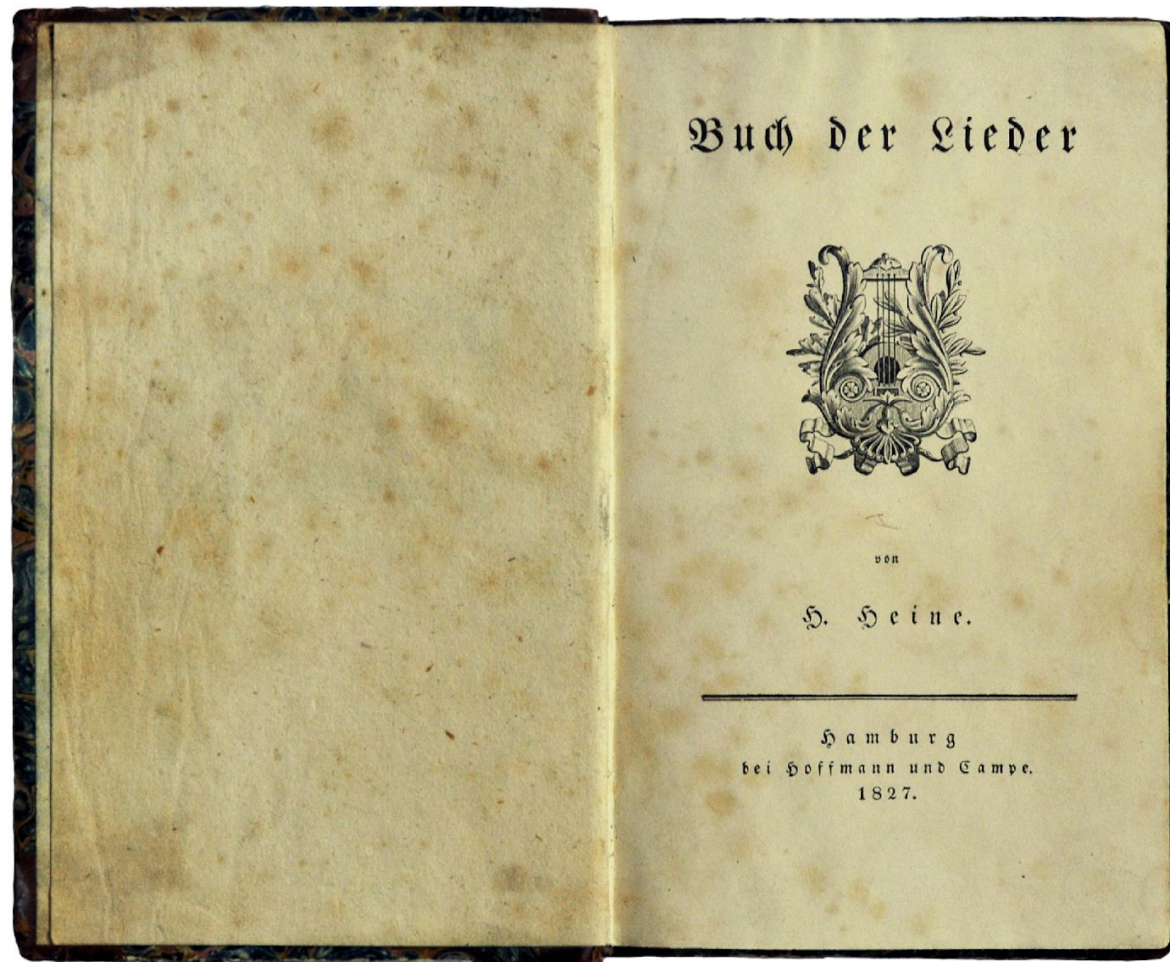 Buch der Lieder
von
H. Heine.
Hamburg
bei Hoffmann und Campe.
1827.